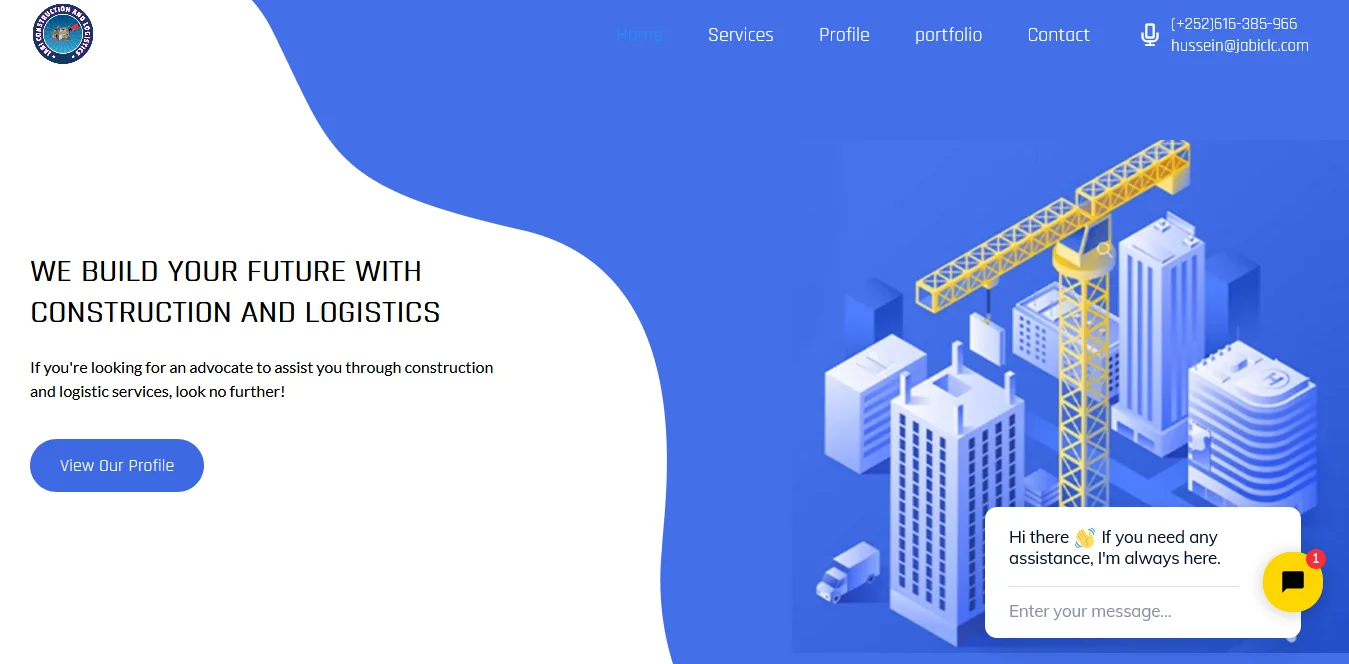 JABI CONSTRUCTION AND LOGISTICS
Home
Services
Profile
portfolio
Contact
(+252)616-385-966
hussein@jabiclc.com
WE BUILD YOUR FUTURE WITH
CONSTRUCTION AND LOGISTICS
If you're looking for an advocate to assist you through construction
and logistic services, look no further!
View Our Profile
H
Hi there 👋 If you need any
assistance, I'm always here.
Enter your message...
1